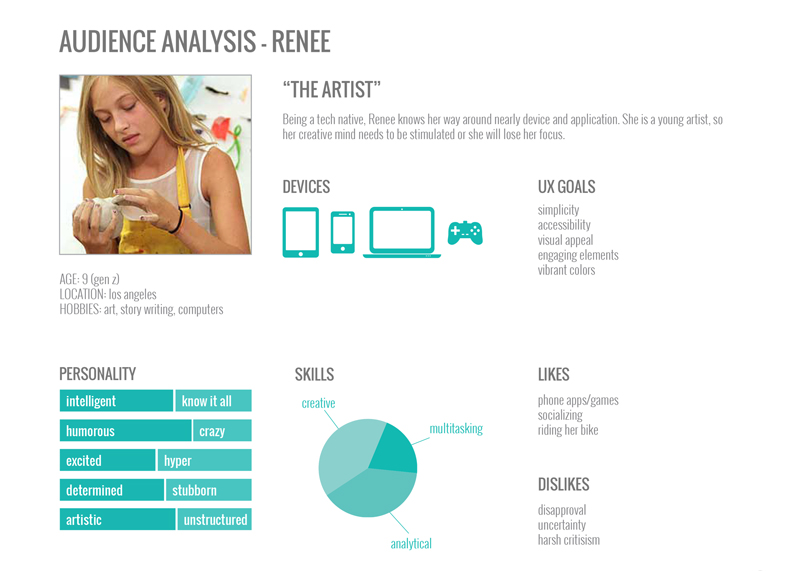 AUDIENCE ANALYSIS - RENEE
“THE ARTIST”
Being a tech native, Renee knows her way around nearly device and application. She is a young artist, so
her creative mind needs to be stimulated or she will lose her focus.
AGE: 9 (gen z)
LOCATION: los angeles
HOBBIES: art, story writing, computers
DEVICES
UX GOALS
simplicity
accessibility
visual appeal
engaging elements
vibrant colors
PERSONALITY
intelligent know it all
humorous crazy
excited hyper
determined stubborn
artistic unstructured
SKILLS
creative
multitasking
analytical
LIKES
phone apps/games
socializing
riding her bike
DISLIKES
disapproval
uncertainty
harsh critisism